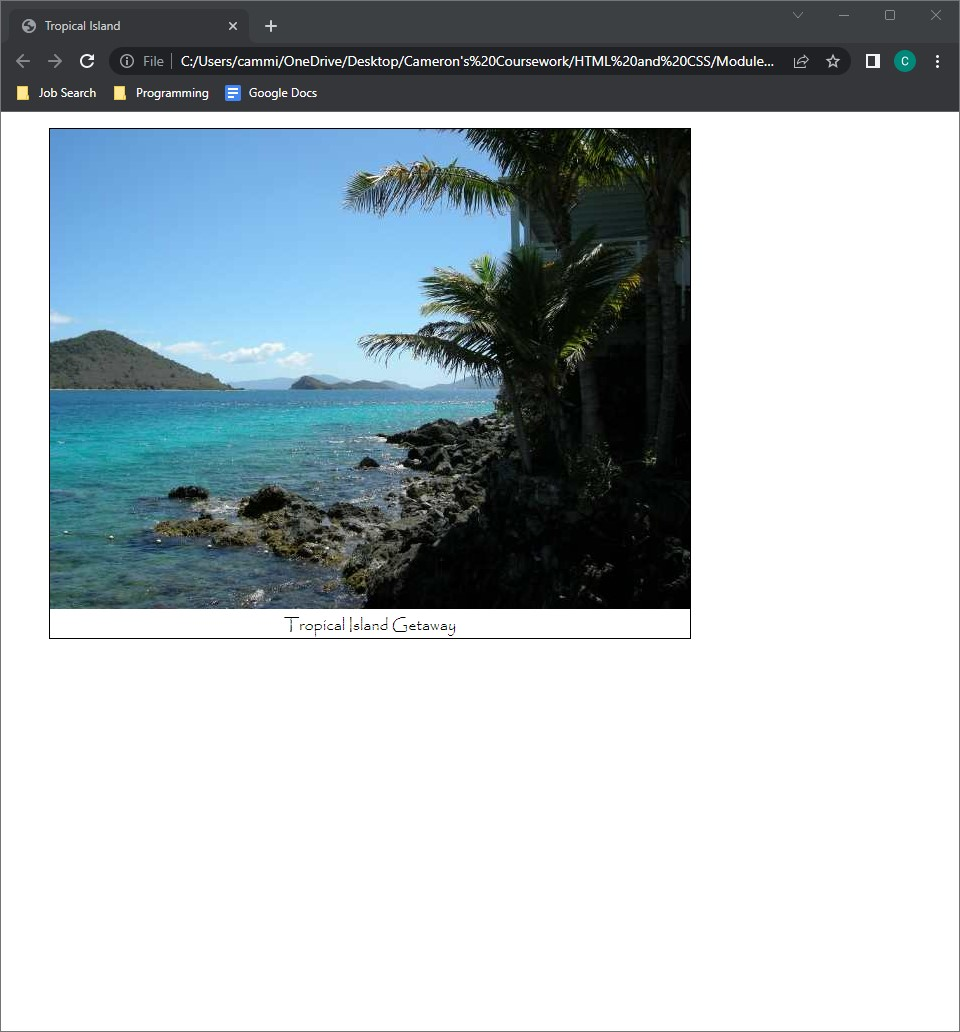 Tropical Island
File
C:/Users/cammi/OneDrive/Desktop/Cameron's%20Coursework/HTML%20and%20CSS/Module...
C
Job Search
Programming
Google Docs
Tropical Island Getaway